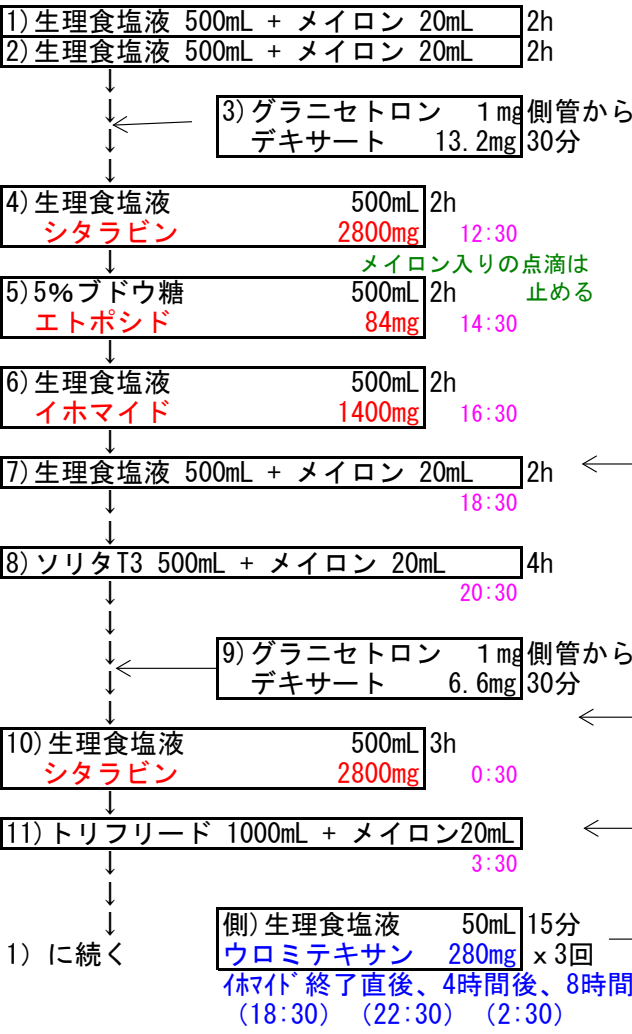 1)生理食塩液 500mL + メイロン 20mL 2h
2)生理食塩液 500mL + メイロン 20mL 2h
↓
↓
3)グラニセトロン 1mg 側管から
↓
デキサート 13.2mg 30分
↓
4)生理食塩液 500mL 2h
シタラビン 2800mg 12:30
↓
メイロン入りの点滴は
5)5%ブドウ糖 500mL 2h 止める
エトポシド 84mg 14:30
↓
6)生理食塩液 500mL 2h
イホマイド 1400mg 16:30
↓
7)生理食塩液 500mL + メイロン 20mL 2h
↓ 18:30
↓
8)ソリタT3 500mL + メイロン 20mL 4h
↓ 20:30
↓
↓
9)グラニセトロン 1mg 側管から
↓
デキサート 6.6mg 30分
↓
10)生理食塩液 500mL 3h
シタラビン 2800mg 0:30
↓
11)トリフリード 1000mL + メイロン20mL
↓ 3:30
↓
↓
側)生理食塩液 50mL 15分
1) に続く
ウロミテキサン 280mg x3回
ｲﾎﾏｲﾄﾞ終了直後、4時間後、8時間
(18:30) (22:30) (2:30)